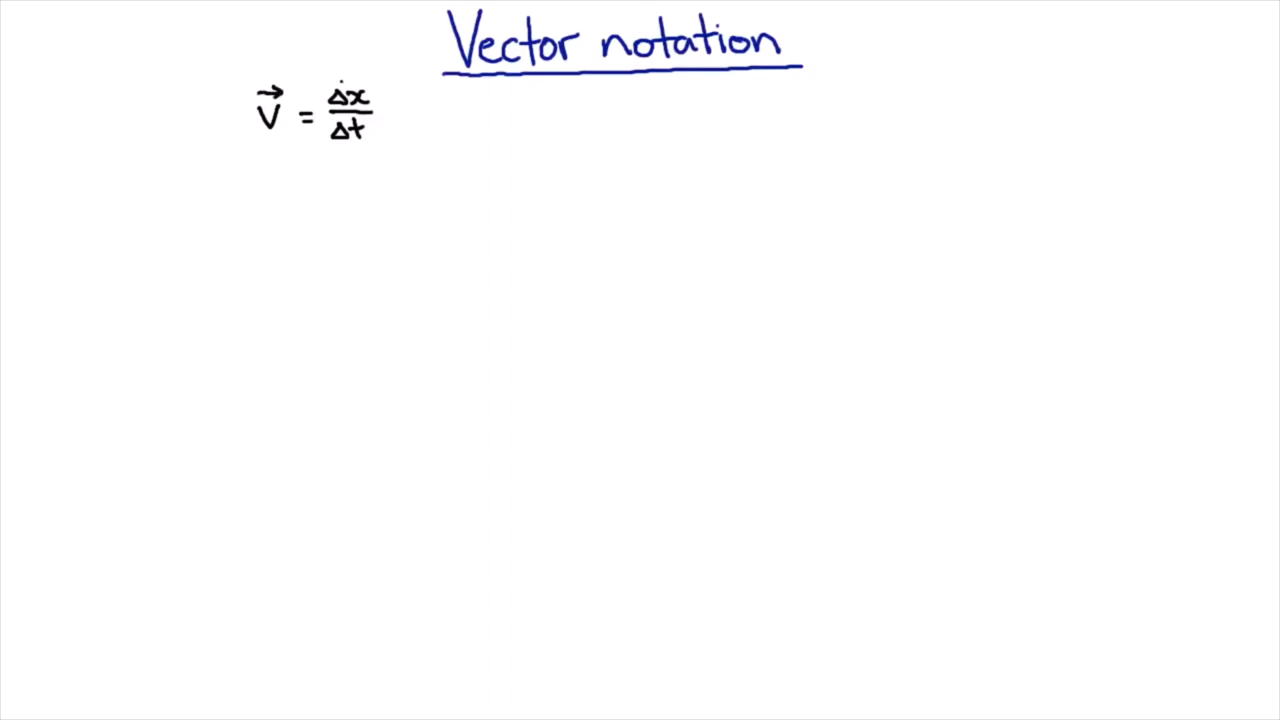 Vector notation
V⃗ = Δx/Δt